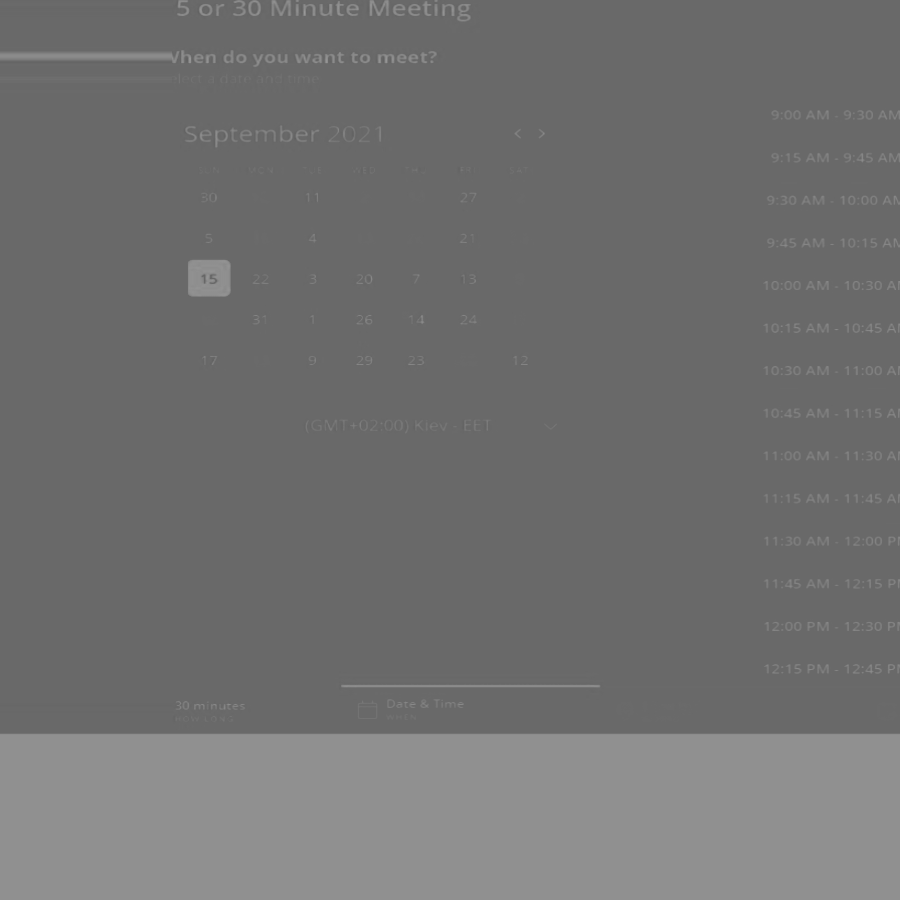 5 or 30 Minute Meeting
When do you want to meet?
September 2021 < >
30 11 27
5 4 21
15 22 3 20 7 13
31 1 26 14 24
17 9 29 23 12
(GMT+02:00) Kiev - EET
9:00 AM - 9:30 AM
9:15 AM - 9:45 AM
9:30 AM - 10:00 AM
9:45 AM - 10:15 AM
10:00 AM - 10:30 AM
10:15 AM - 10:45 AM
10:30 AM - 11:00 AM
10:45 AM - 11:15 AM
11:00 AM - 11:30 AM
11:15 AM - 11:45 AM
11:30 AM - 12:00 PM
11:45 AM - 12:15 PM
12:00 PM - 12:30 PM
12:15 PM - 12:45 PM
30 minutes
Date & Time
WHEN